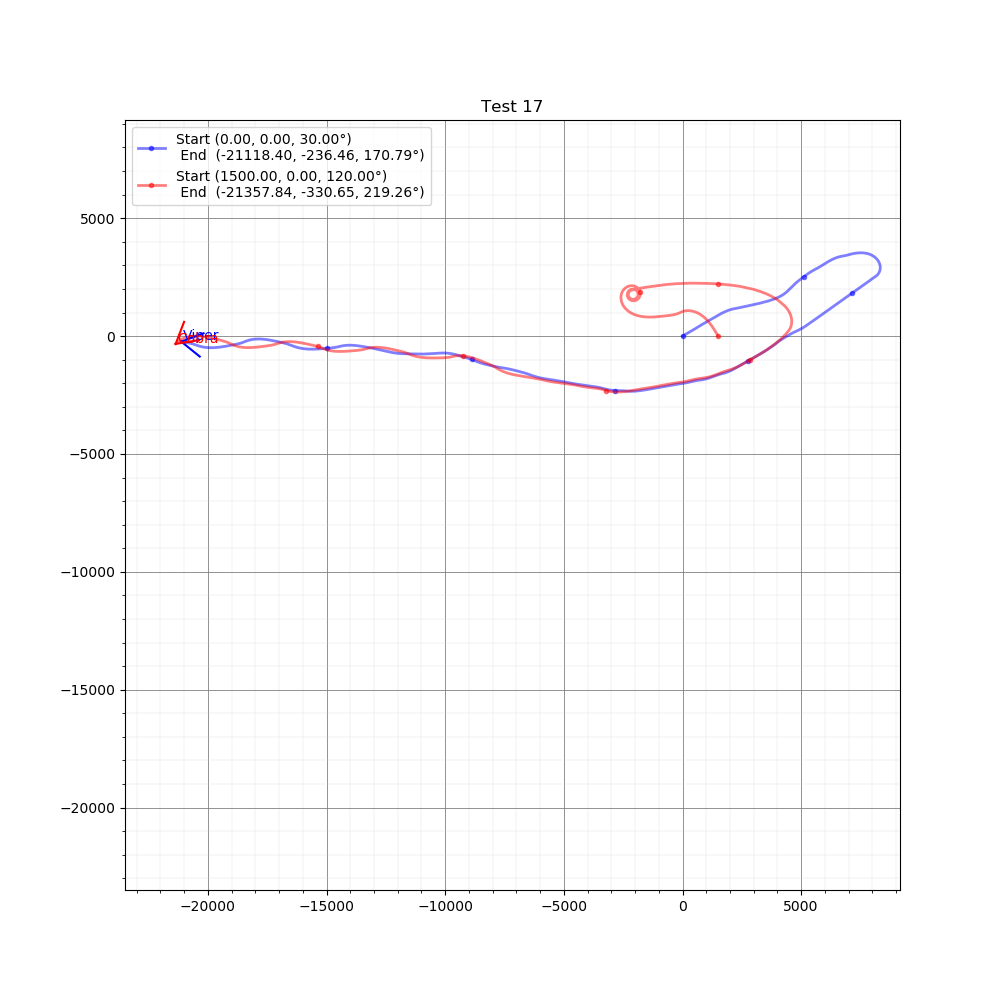 Test 17
Start (0.00, 0.00, 30.00°)
End (-21118.40, -236.46, 170.79°)
Start (1500.00, 0.00, 120.00°)
End (-21357.84, -330.65, 219.26°)
5000
0
−5000
−10000
−15000
−20000
Viper
−20000 −15000 −10000 −5000 0 5000